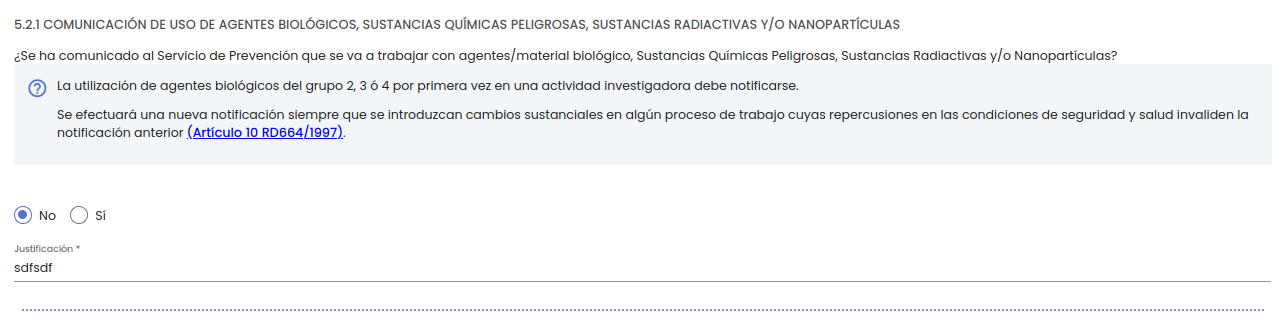 5.2.1 COMUNICACIÓN DE USO DE AGENTES BIOLÓGICOS, SUSTANCIAS QUÍMICAS PELIGROSAS, SUSTANCIAS RADIACTIVAS Y/O NANOPARTÍCULAS
¿Se ha comunicado al Servicio de Prevención que se va a trabajar con agentes/material biológico, Sustancias Químicas Peligrosas, Sustancias Radiactivas y/o Nanopartículas?
La utilización de agentes biológicos del grupo 2, 3 ó 4 por primera vez en una actividad investigadora debe notificarse.
Se efectuará una nueva notificación siempre que se introduzcan cambios sustanciales en algún proceso de trabajo cuyas repercusiones en las condiciones de seguridad y salud invaliden la
notificación anterior (Artículo 10 RD664/1997).
No Sí
Justificación *
sdfsdf